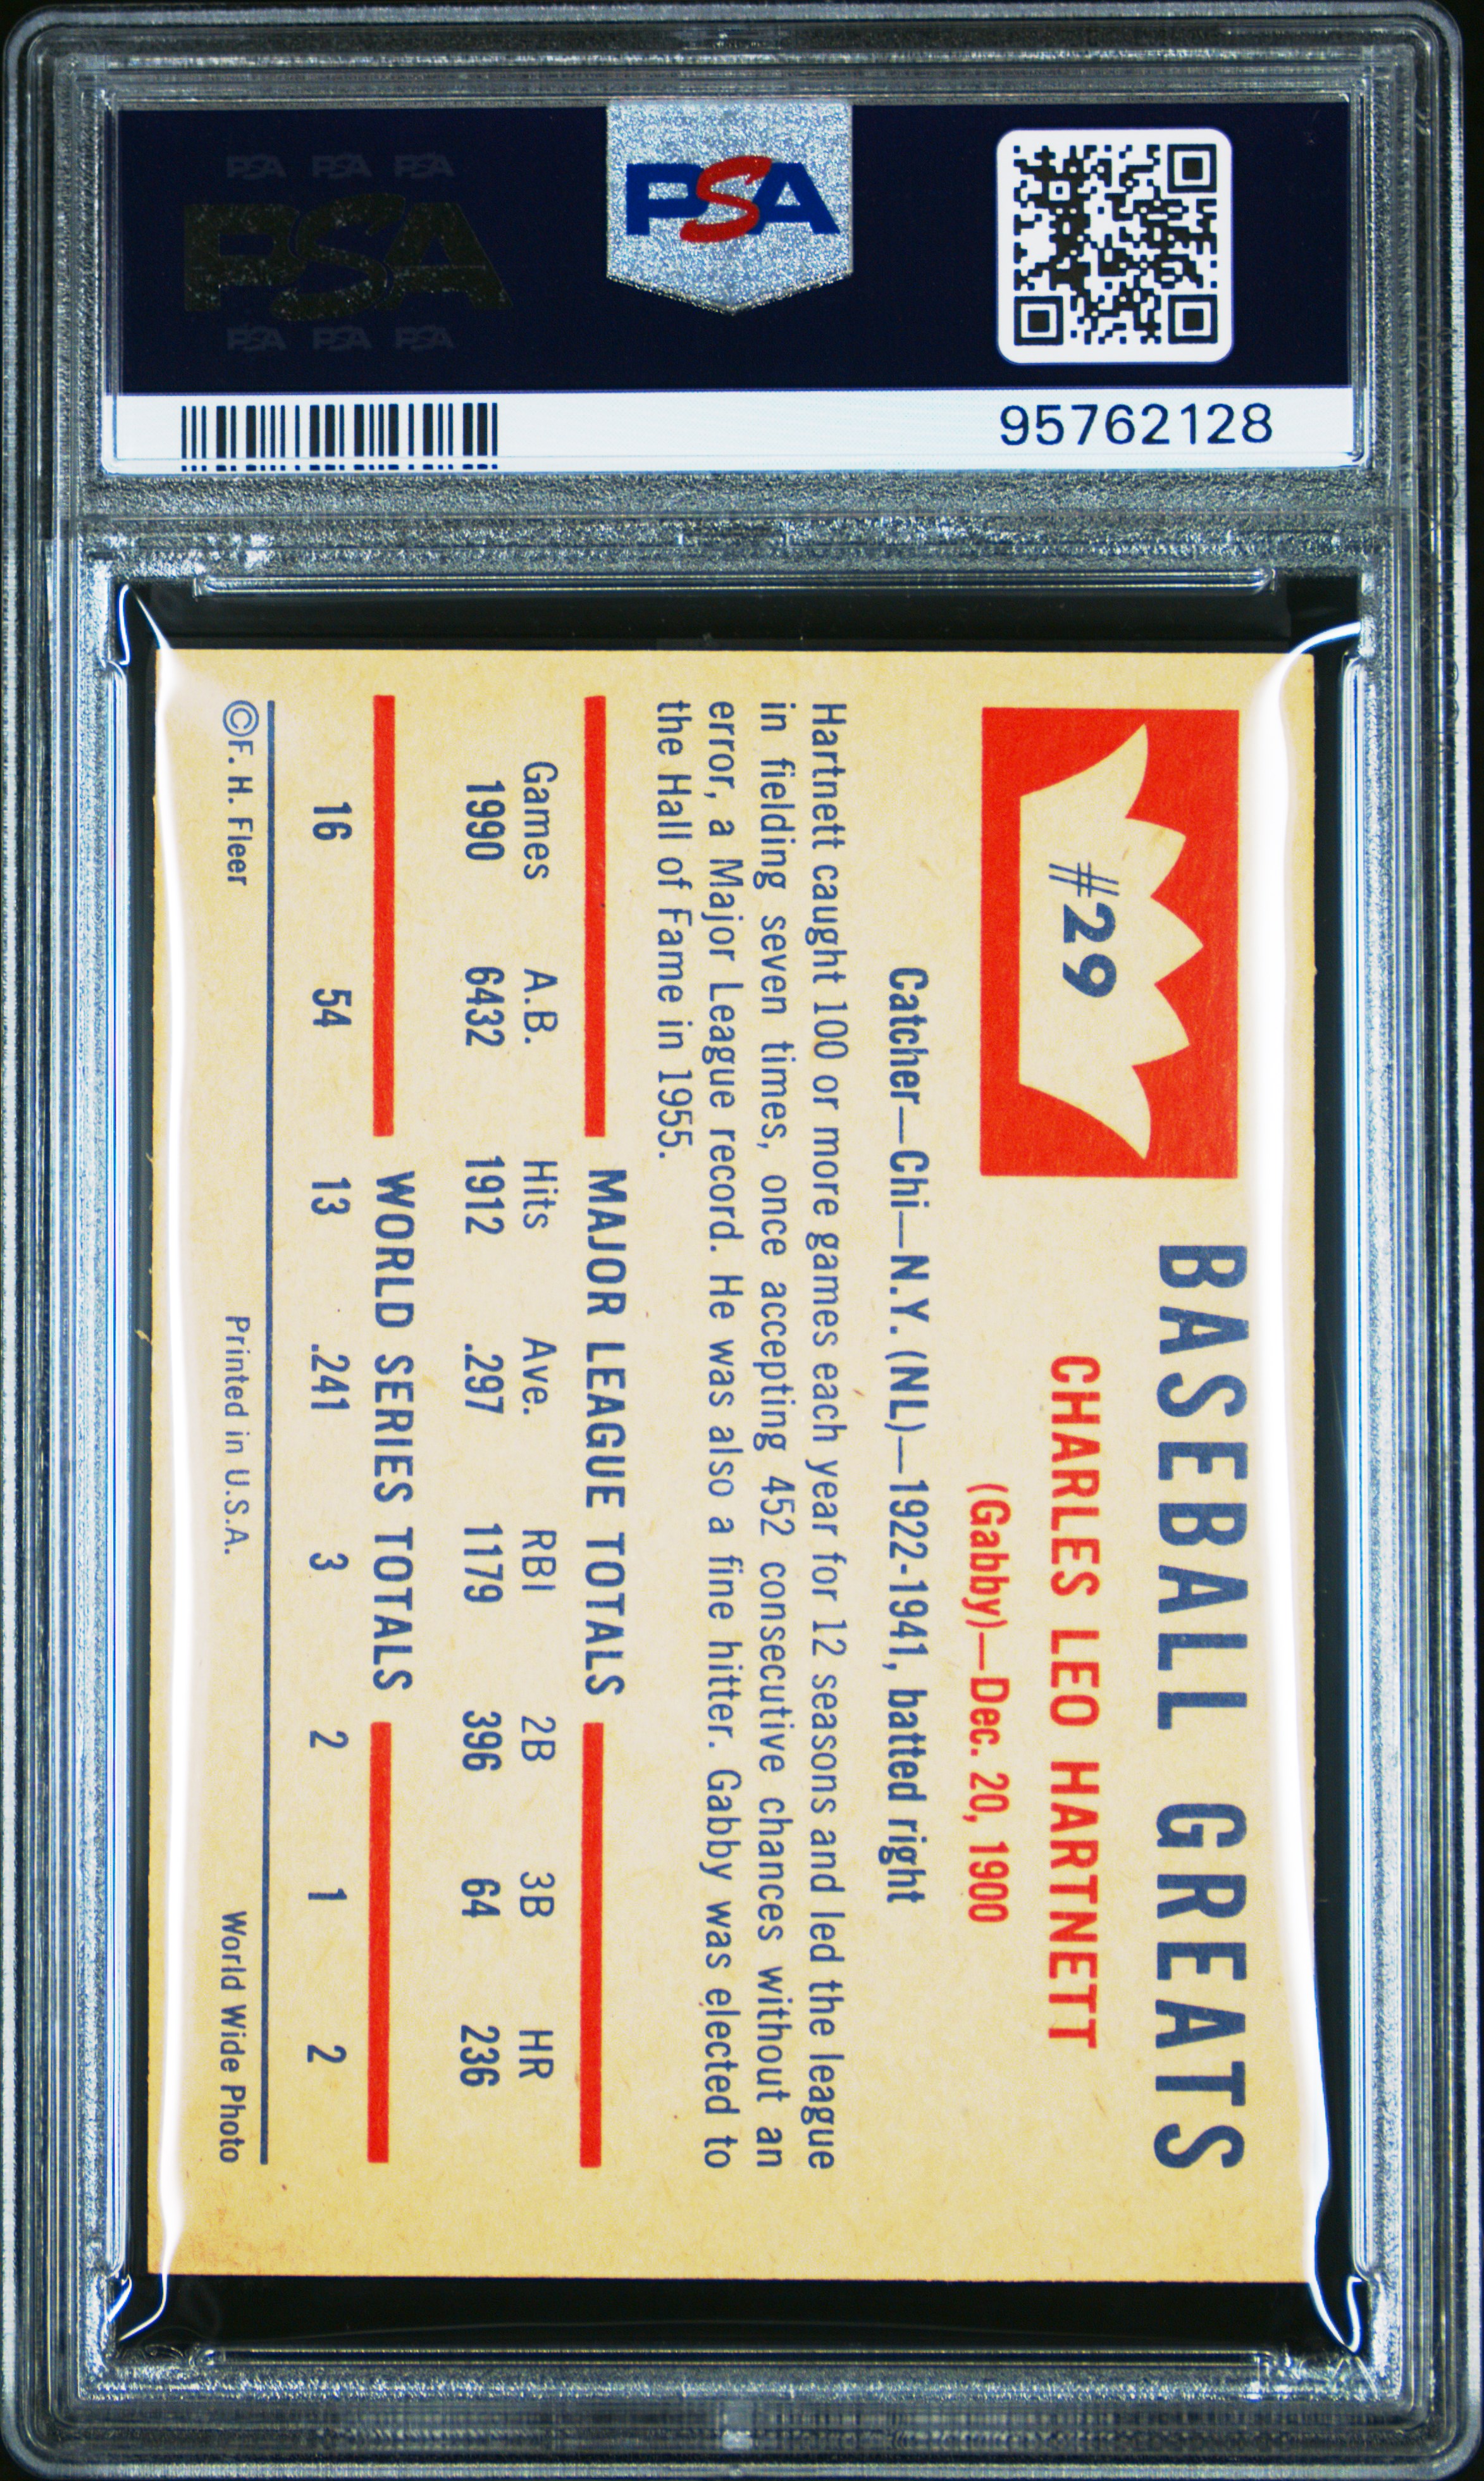 PSA PSA PSA
PSA
PSA PSA PSA
PSA
95762128
#29
BASEBALL GREATS
CHARLES LEO HARTNETT
(Gabby)—Dec. 20, 1900
Catcher—Chi—N.Y. (NL)—1922-1941, batted right
Hartnett caught 100 or more games each year for 12 seasons and led the league
in fielding seven times, once accepting 452 consecutive chances without an
error, a Major League record. He was also a fine hitter. Gabby was elected to
the Hall of Fame in 1955.
MAJOR LEAGUE TOTALS
Games A.B. Hits Ave. RBI 2B 3B HR
1990 6432 1912 .297 1179 396 64 236
WORLD SERIES TOTALS
16 54 13 .241 3 2 1 2
©F. H. Fleer Printed in U.S.A. World Wide Photo